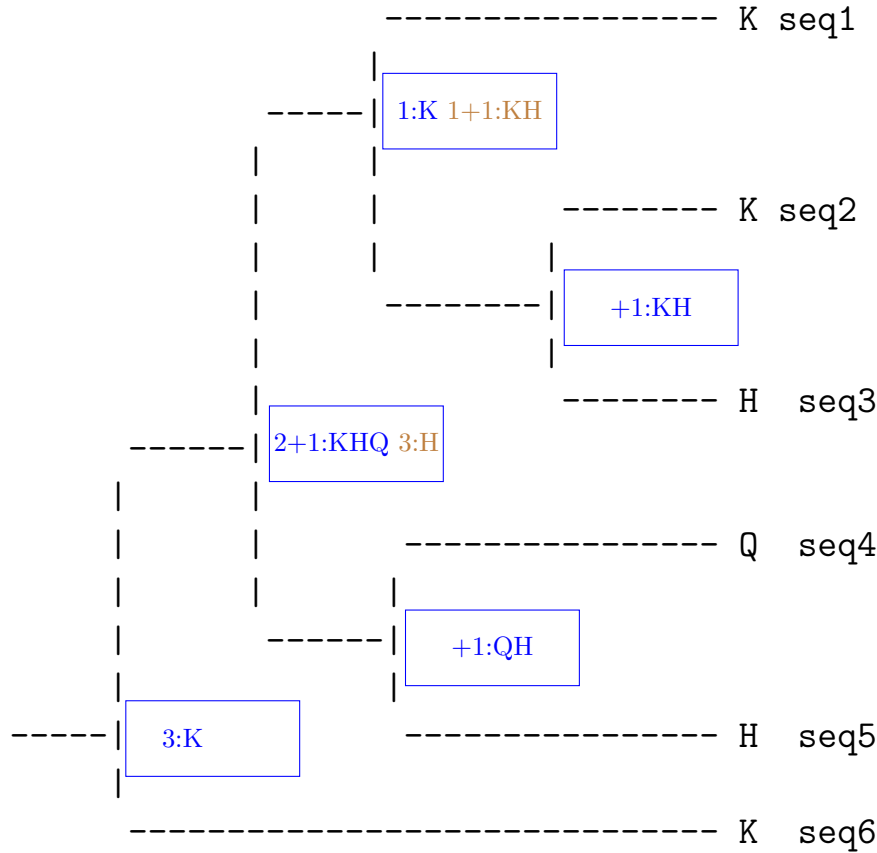 K seq1
1:K 1+1:KH
K seq2
+1:KH
H seq3
2+1:KHQ 3:H
Q seq4
+1:QH
3:K
H seq5
K seq6